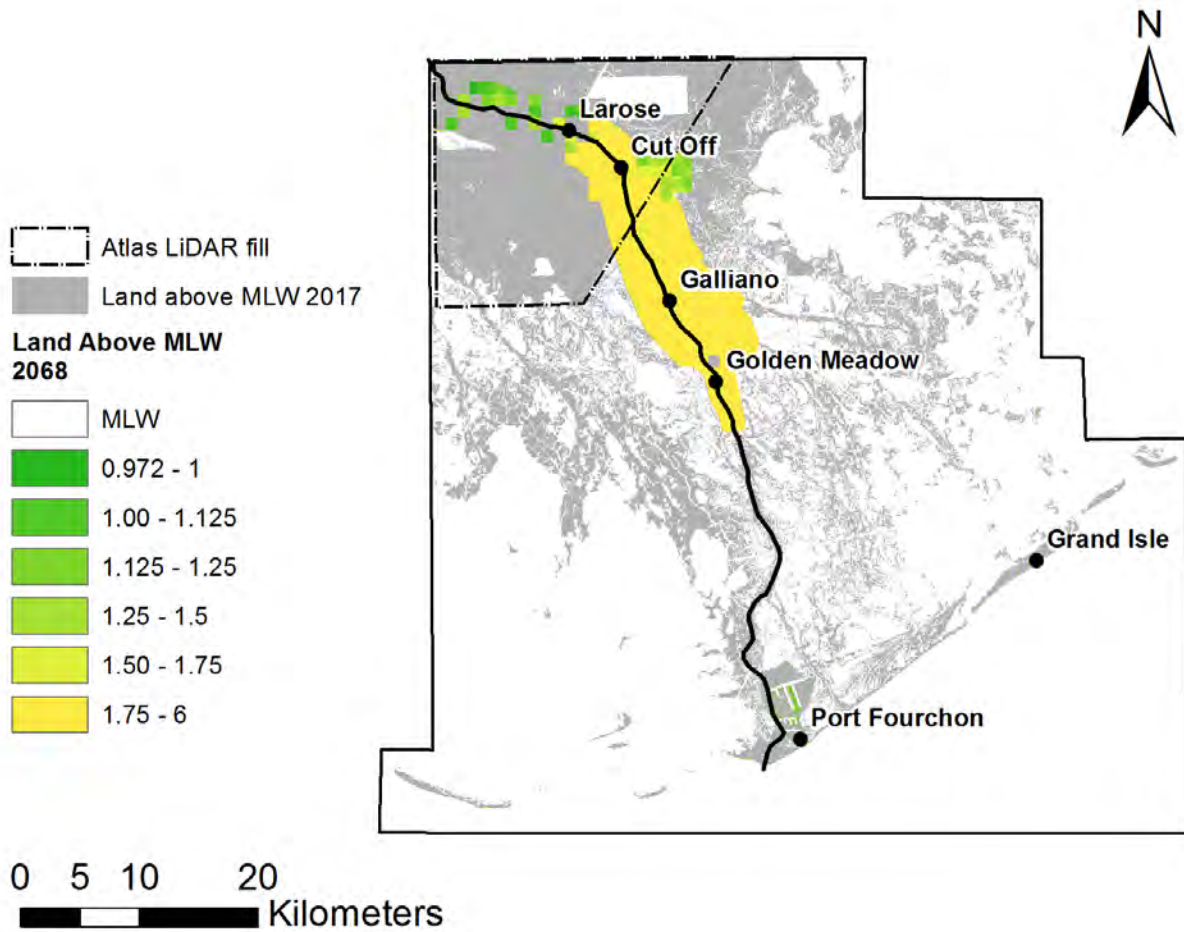 N
Larose
Cut Off
Atlas LiDAR fill
Land above MLW 2017
Galliano
Land Above MLW
2068
Golden Meadow
MLW
0.972 - 1
1.00 - 1.125
1.125 - 1.25
1.25 - 1.5
1.50 - 1.75
1.75 - 6
Grand Isle
Port Fourchon
0 5 10 20
Kilometers